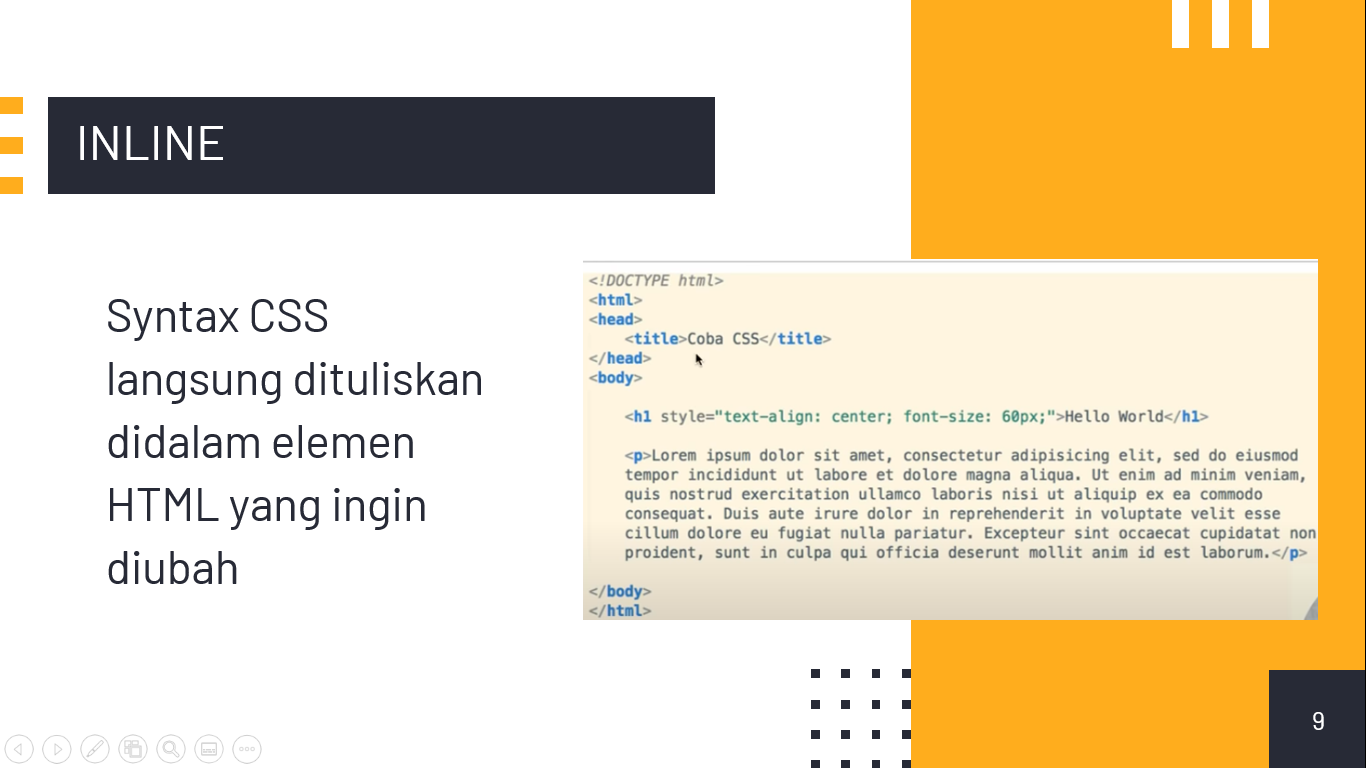 INLINE
Syntax CSS
langsung dituliskan
didalam elemen
HTML yang ingin
diubah
<!DOCTYPE html>
<html>
<head>
    <title>Coba CSS</title>
</head>
<body>
    <h1 style="text-align: center; font-size: 60px;">Hello World</h1>
    <p>Lorem ipsum dolor sit amet, consectetur adipisicing elit, sed do eiusmod
    tempor incididunt ut labore et dolore magna aliqua. Ut enim ad minim veniam,
    quis nostrud exercitation ullamco laboris nisi ut aliquip ex ea commodo
    consequat. Duis aute irure dolor in reprehenderit in voluptate velit esse
    cillum dolore eu fugiat nulla pariatur. Excepteur sint occaecat cupidatat non
    proident, sunt in culpa qui officia deserunt mollit anim id est laborum.</p>
</body>
</html>
9